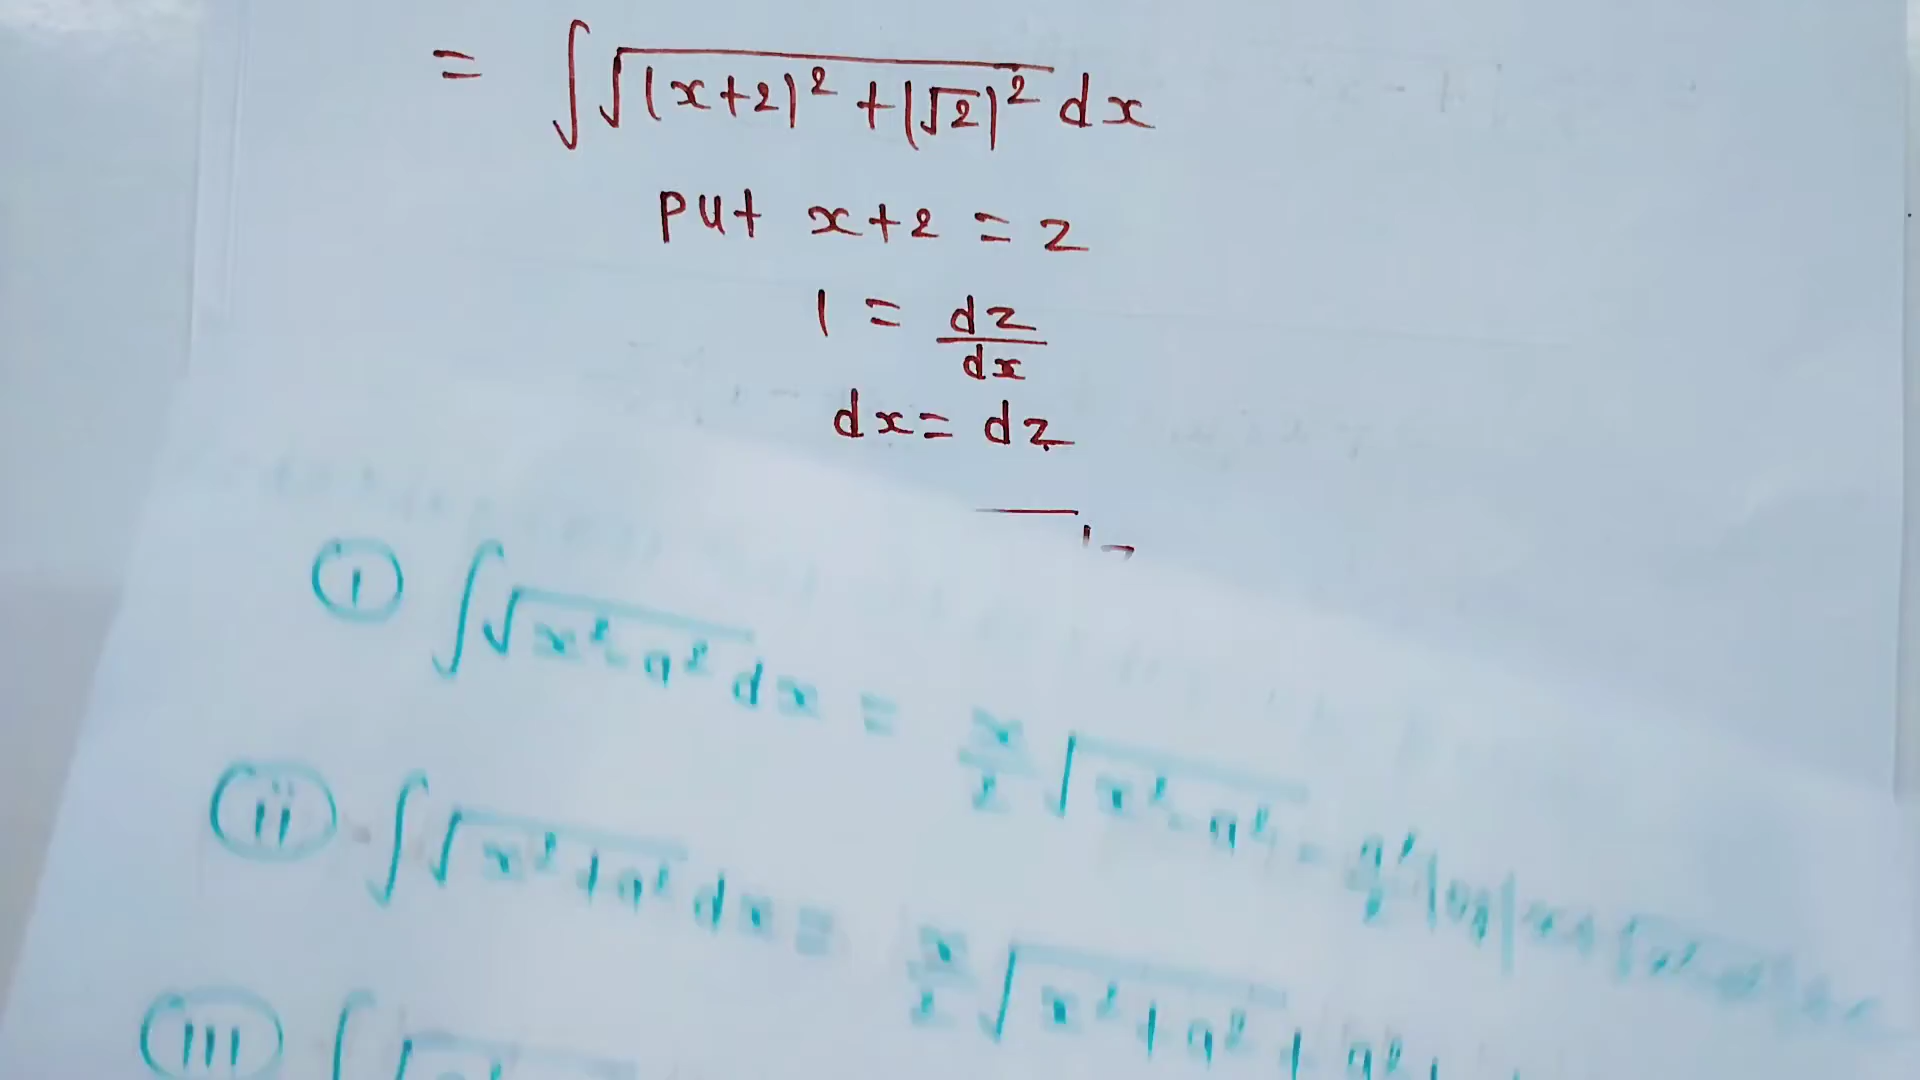 = ∫√((x+2)² + (√2)²) dx
put x+2 = z
1 = dz/dx
dx = dz
(i) ∫√(x²-a²) dx = x/2 √(x²-a²) - a²/2 log|x+√(x²-a²)|
(ii) ∫√(x²+a²) dx = x/2 √(x²+a²) + a²
(iii) ∫√